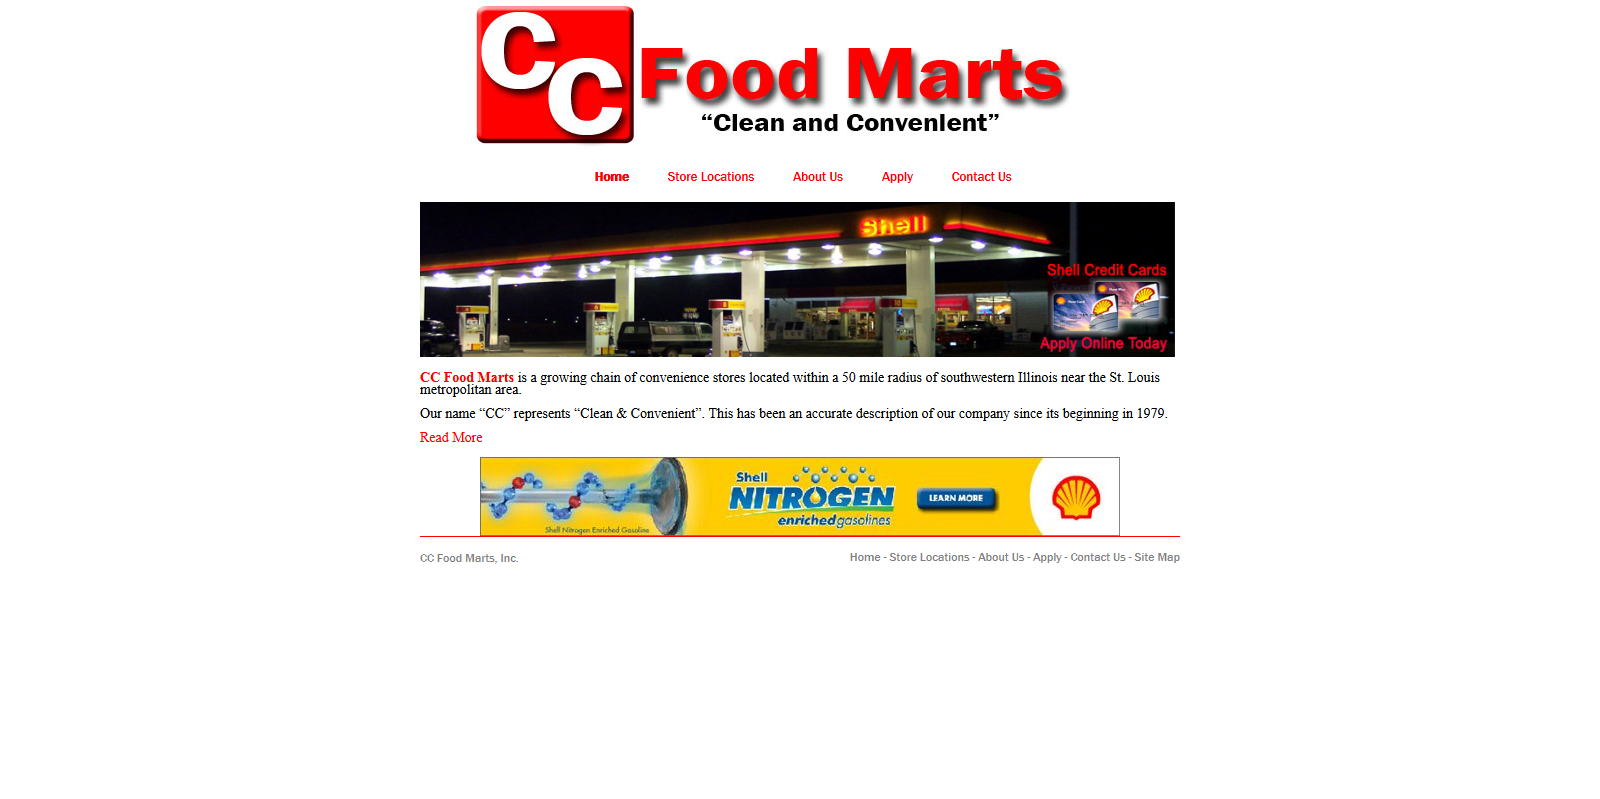 CC
Food Marts
“Clean and Convenient”
Home Store Locations About Us Apply Contact Us
Shell
Shell Credit Cards
Apply Online Today
CC Food Marts is a growing chain of convenience stores located within a 50 mile radius of southwestern Illinois near the St. Louis
metropolitan area.
Our name “CC” represents “Clean & Convenient”. This has been an accurate description of our company since its beginning in 1979.
Read More
Shell Nitrogen Enriched Gasoline
Shell
NITROGEN
enrichedgasolines
LEARN MORE
CC Food Marts, Inc.
Home - Store Locations - About Us - Apply - Contact Us - Site Map